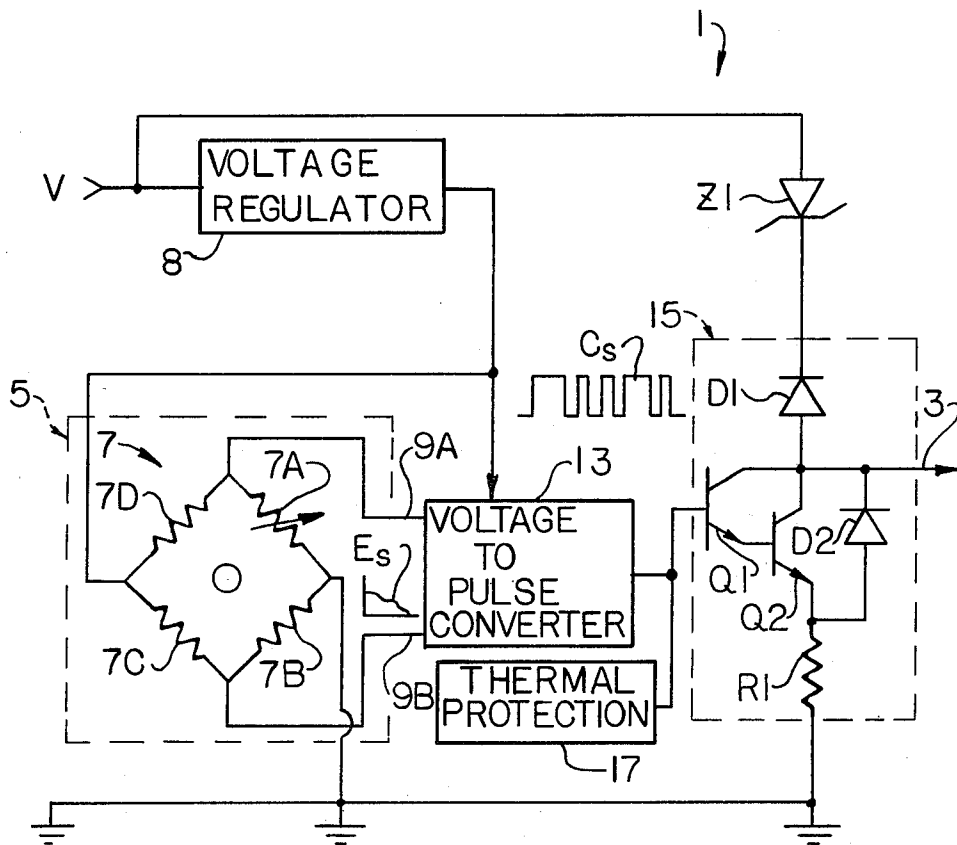 1
VOLTAGE
REGULATOR
V
8
Z1
15
Cs
D1
3
5
7
7A
9A
13
7D
VOLTAGE
TO
PULSE
CONVERTER
Es
Q1
D2
Q2
7C
7B
9B
THERMAL
PROTECTION
R1
17